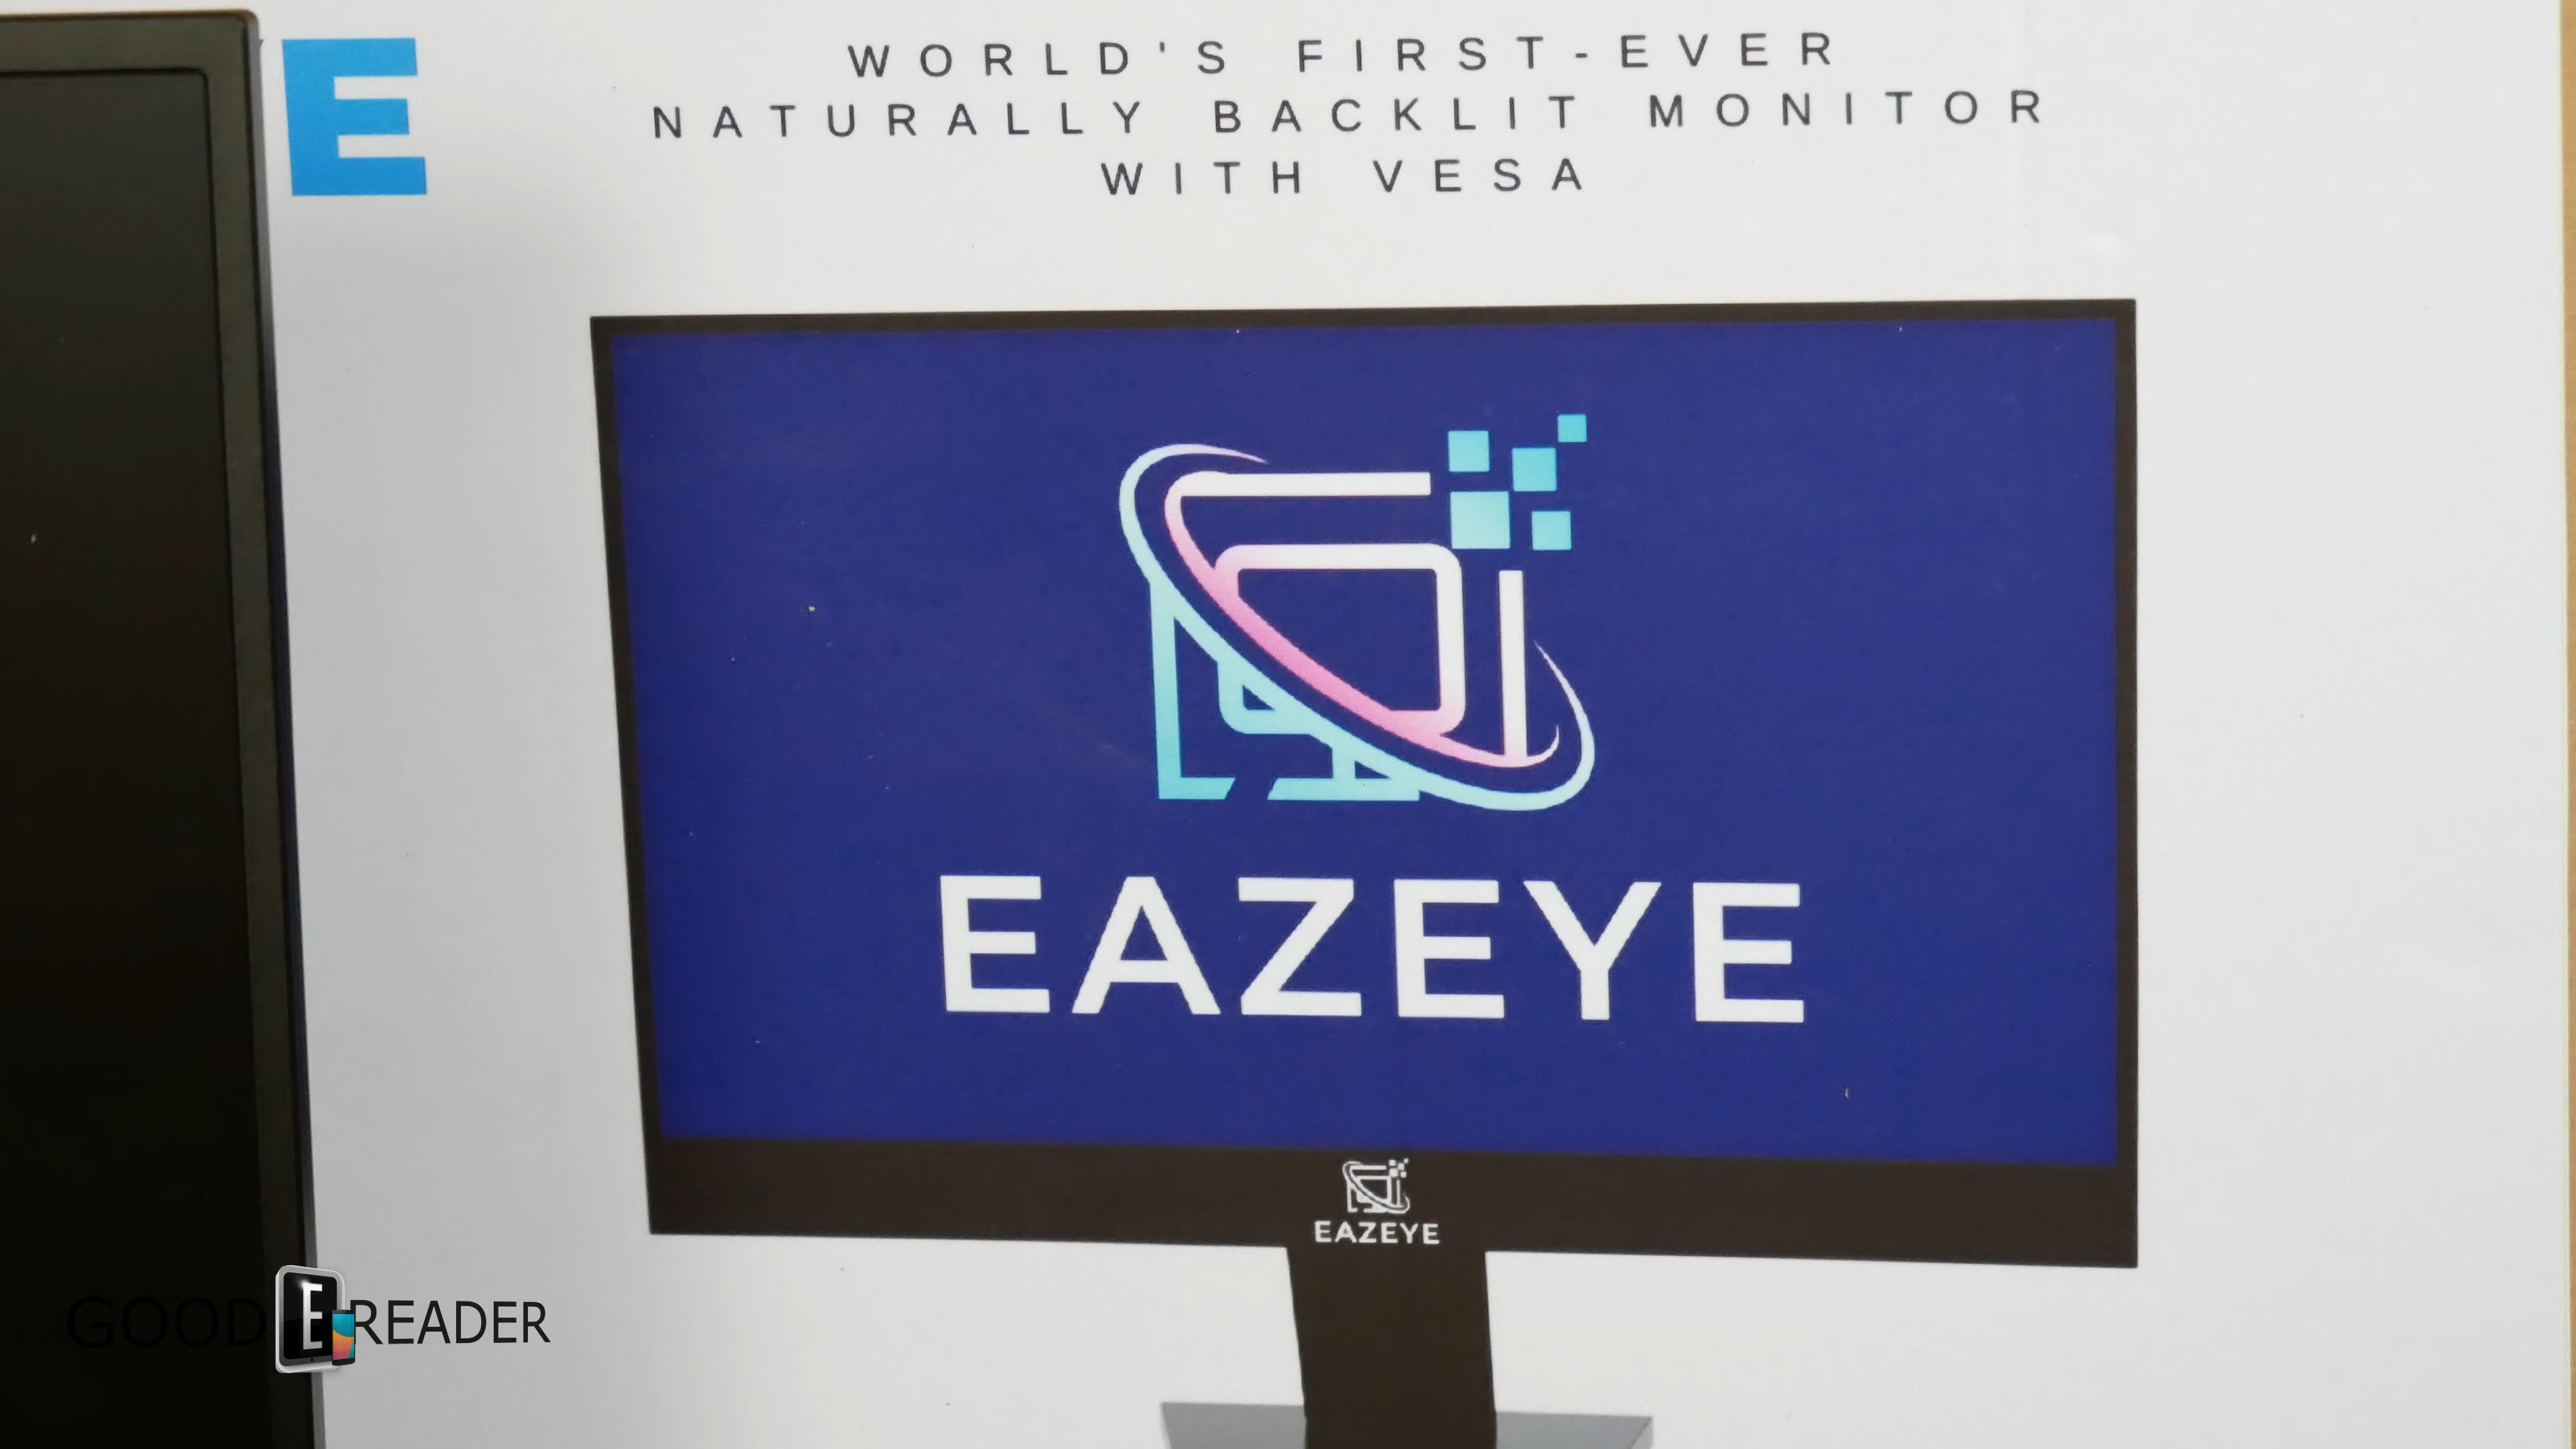 E
WORLD'S FIRST-EVER
NATURALLY BACKLIT MONITOR
WITH VESA
EAZEYE
EAZEYE
GOOD E READER